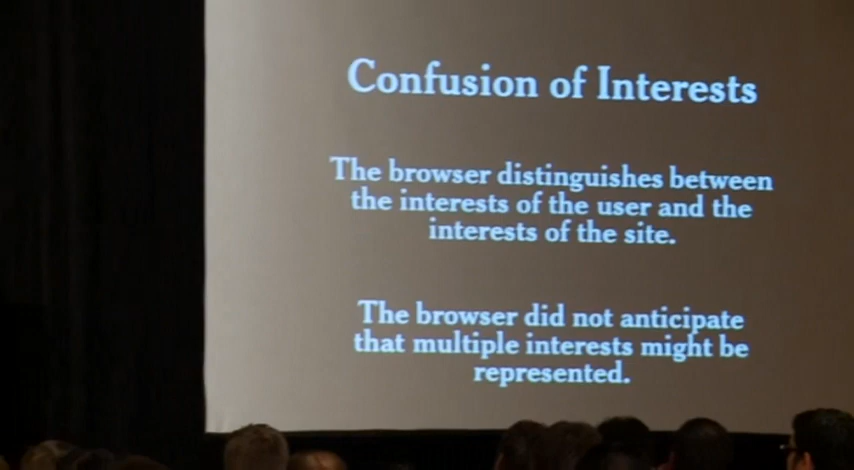 Confusion of Interests
The browser distinguishes between
the interests of the user and the
interests of the site.
The browser did not anticipate
that multiple interests might be
represented.